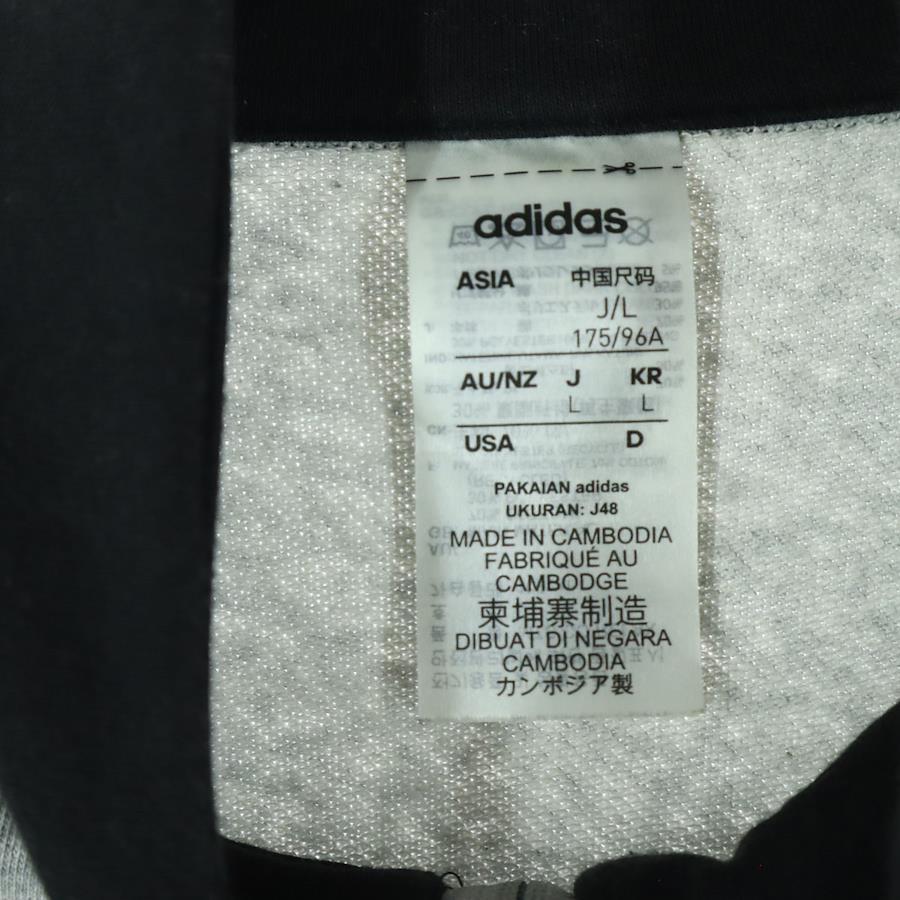 adidas
ASIA 中国尺码
J/L
175/96A
AU/NZ J KR
L L
USA D
PAKAIAN adidas
UKURAN: J48
MADE IN CAMBODIA
FABRIQUÉ AU
CAMBODGE
柬埔寨制造
DIBUAT DI NEGARA
CAMBODIA
カンボジア製